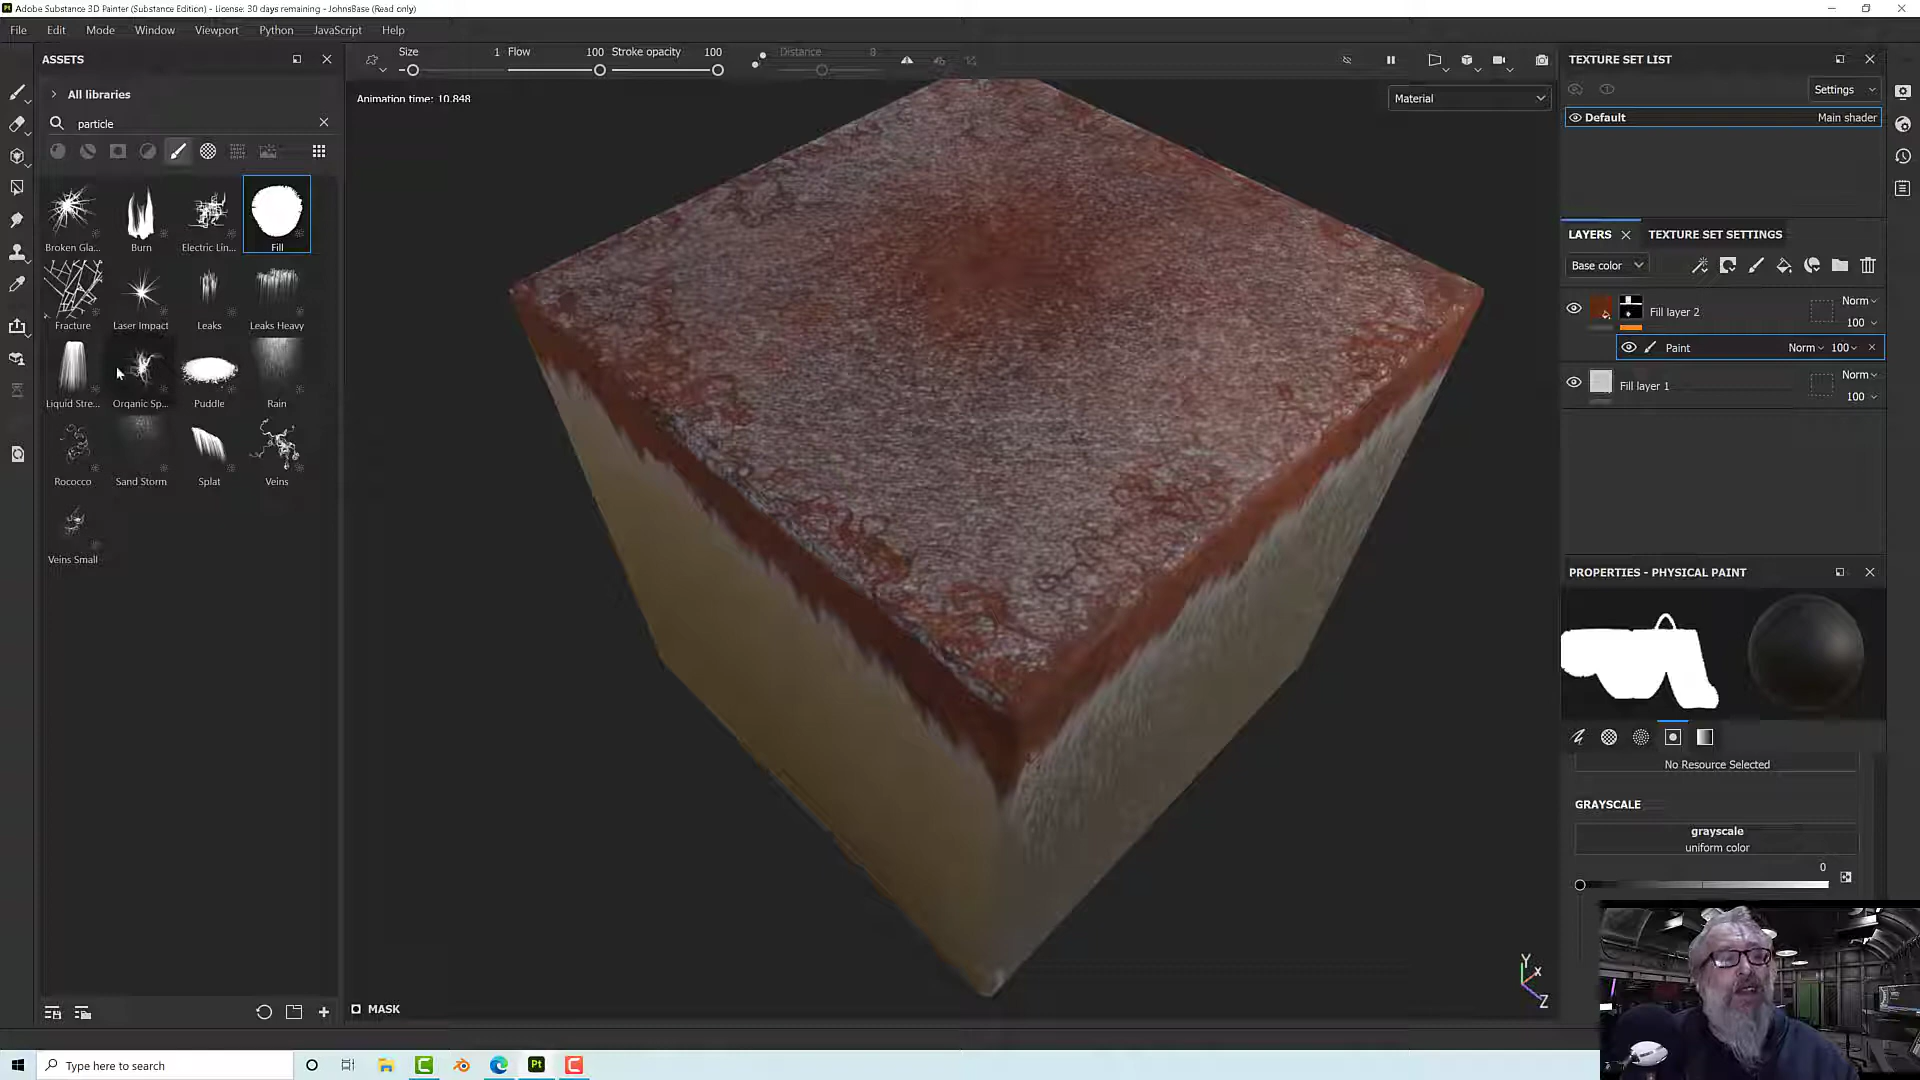 Adobe Substance 3D Painter (Substance Edition) - License: 30 days remaining - JohnsBase (Read only)
File Edit Mode Window Viewport Python JavaScript Help
ASSETS
Size 1 Flow 100 Stroke opacity 100 Distance 8
TEXTURE SET LIST
All libraries
Animation time: 10.848
Material
Settings
particle
Default Main shader
Broken Gla... Burn Electric Lin... Fill
LAYERS TEXTURE SET SETTINGS
Base color
Fracture Laser Impact Leaks Leaks Heavy
Norm
Fill layer 2
100
Paint Norm 100
Norm
Fill layer 1
100
Liquid Stre... Organic Sp... Puddle Rain
Rococco Sand Storm Splat Veins
Veins Small
PROPERTIES - PHYSICAL PAINT
No Resource Selected
GRAYSCALE
grayscale
uniform color
0
Y
X
Z
MASK
Type here to search
Pt